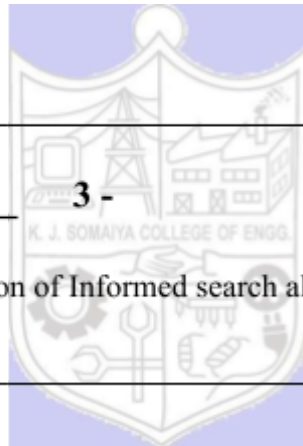 3 -
K. J. SOMAIYA COLLEGE OF ENGG.
on of Informed search al